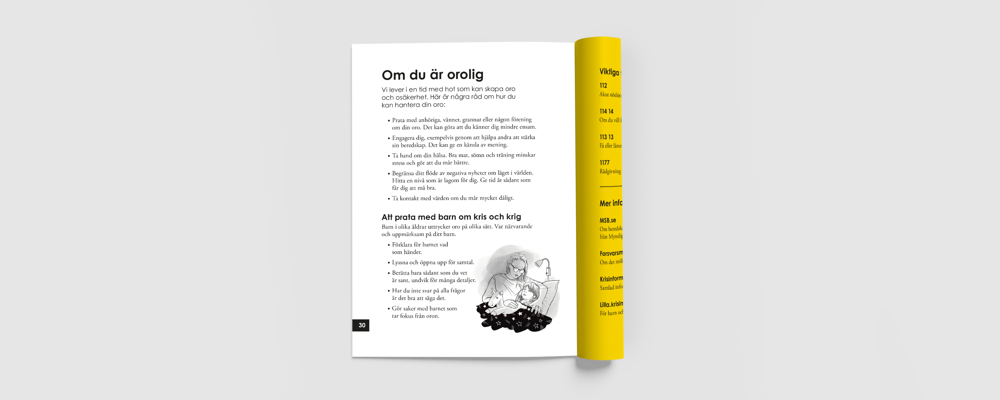 Om du är orolig
Vi lever i en tid med hot som kan skapa oro
och osäkerhet. Här är några råd om hur du
kan hantera din oro:
• Prata med anhöriga, vänner, grannar eller någon förening
om din oro. Det kan göra att du känner dig mindre ensam.
• Engagera dig, exempelvis genom att hjälpa andra att stärka
sin beredskap. Det kan ge en känsla av mening.
• Ta hand om din hälsa. Bra mat, sömn och träning minskar
stress och gör att du mår bättre.
• Begränsa ditt flöde av negativa nyheter om läget i världen.
Hitta en nivå som är lagom för dig. Ge tid åt sådant som
får dig att må bra.
• Ta kontakt med vården om du mår mycket dåligt.
Att prata med barn om kris och krig
Barn i olika åldrar uttrycker oro på olika sätt. Var närvarande
och uppmärksam på ditt barn.
• Förklara för barnet vad
som händer.
• Lyssna och öppna upp för samtal.
• Berätta bara sådant som du vet
är sant, undvik för många detaljer.
• Har du inte svar på alla frågor
är det bra att säga det.
• Gör saker med barnet som
tar fokus från oron.
30
Viktiga
112
Akut
114 14
Om du vill
113 13
Få eller
1177
Rådgivning
Mer
MSB.se
Om
från
Om det
Samlad
För barn